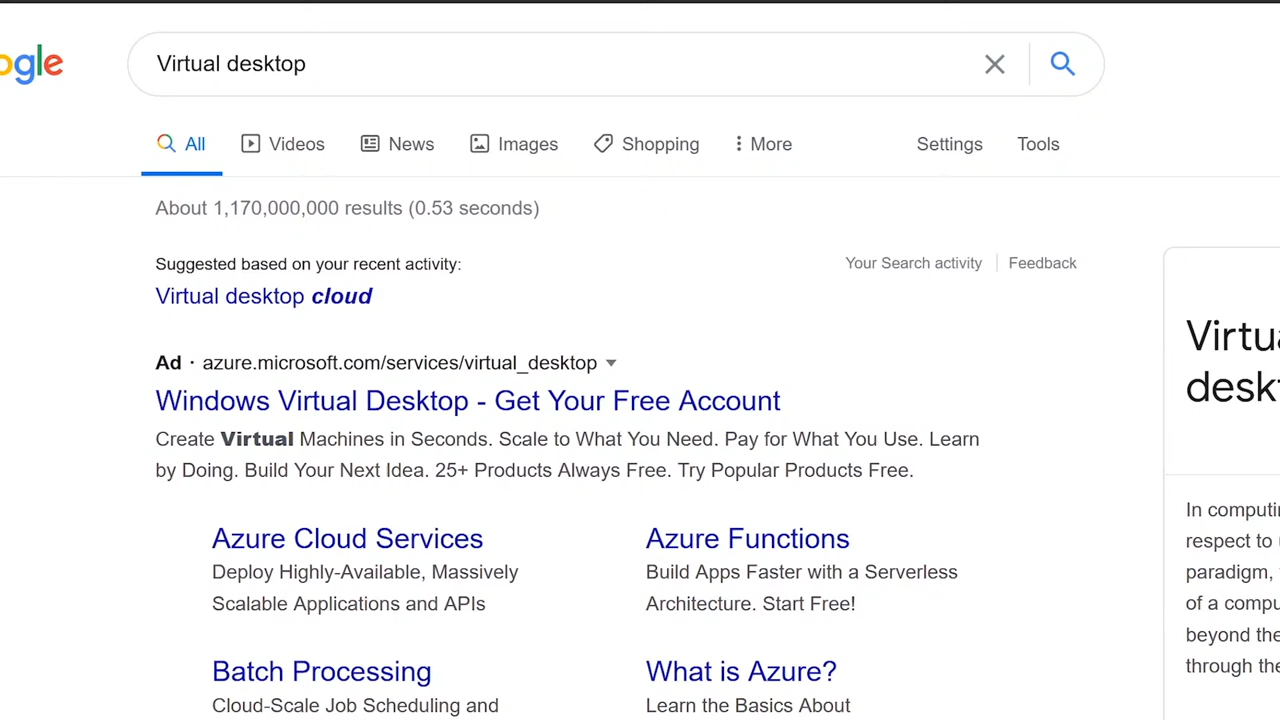 ogle
Virtual desktop
All Videos News Images Shopping More Settings Tools
About 1,170,000,000 results (0.53 seconds)
Suggested based on your recent activity: Your Search activity Feedback
Virtual desktop cloud
Ad · azure.microsoft.com/services/virtual_desktop
Windows Virtual Desktop - Get Your Free Account
Create Virtual Machines in Seconds. Scale to What You Need. Pay for What You Use. Learn
by Doing. Build Your Next Idea. 25+ Products Always Free. Try Popular Products Free.
Azure Cloud Services
Deploy Highly-Available, Massively
Scalable Applications and APIs
Azure Functions
Build Apps Faster with a Serverless
Architecture. Start Free!
Batch Processing
Cloud-Scale Job Scheduling and
What is Azure?
Learn the Basics About
Virtu
desk
In computi
respect to
paradigm,
of a compu
beyond the
through the